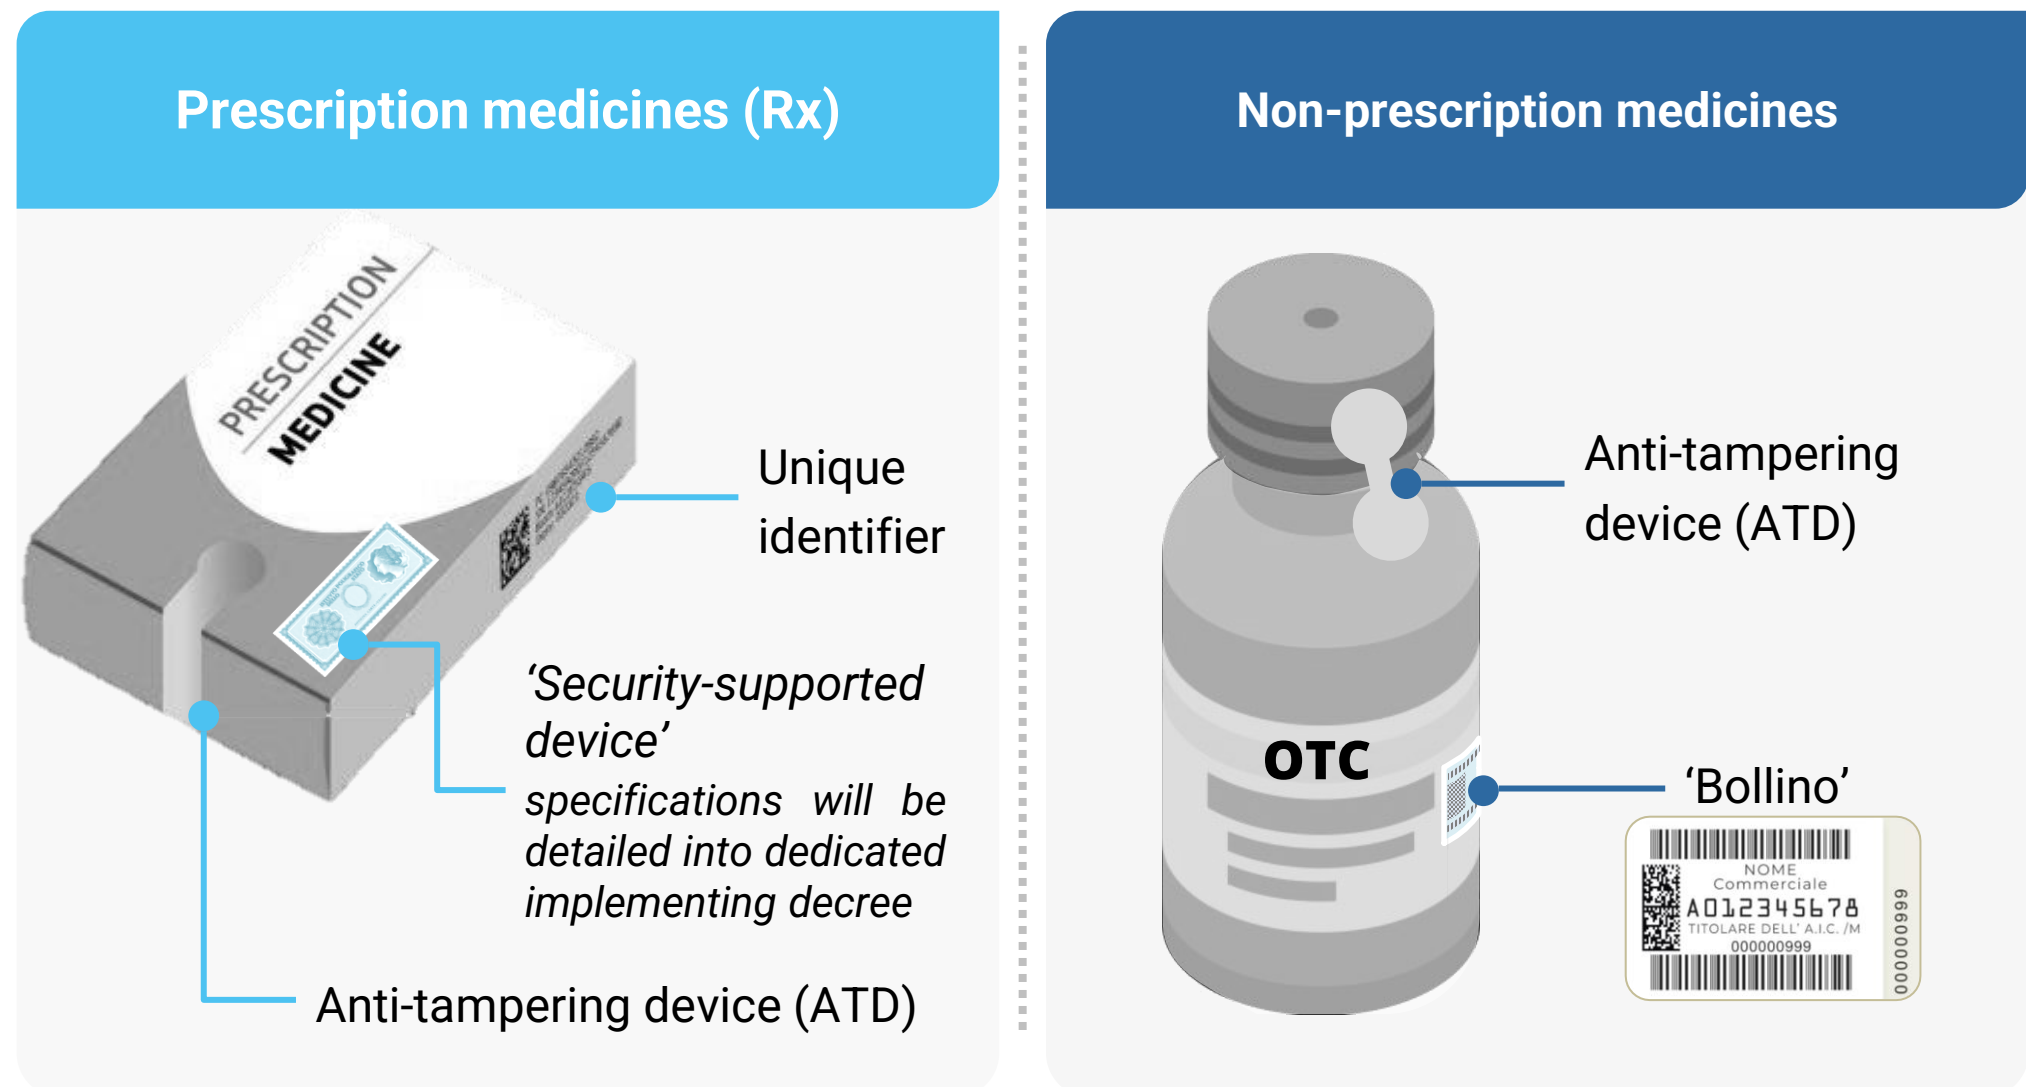 Prescription medicines (Rx)
PRESCRIPTION
MEDICINE
Unique
identifier
‘Security-supported
device’
specifications will be
detailed into dedicated
implementing decree
Anti-tampering device (ATD)
Non-prescription medicines
Anti-tampering
device (ATD)
OTC
‘Bollino’
NOME
Commerciale
A012345678
TITOLARE DELL' A.I.C. /M
000000999
000000999